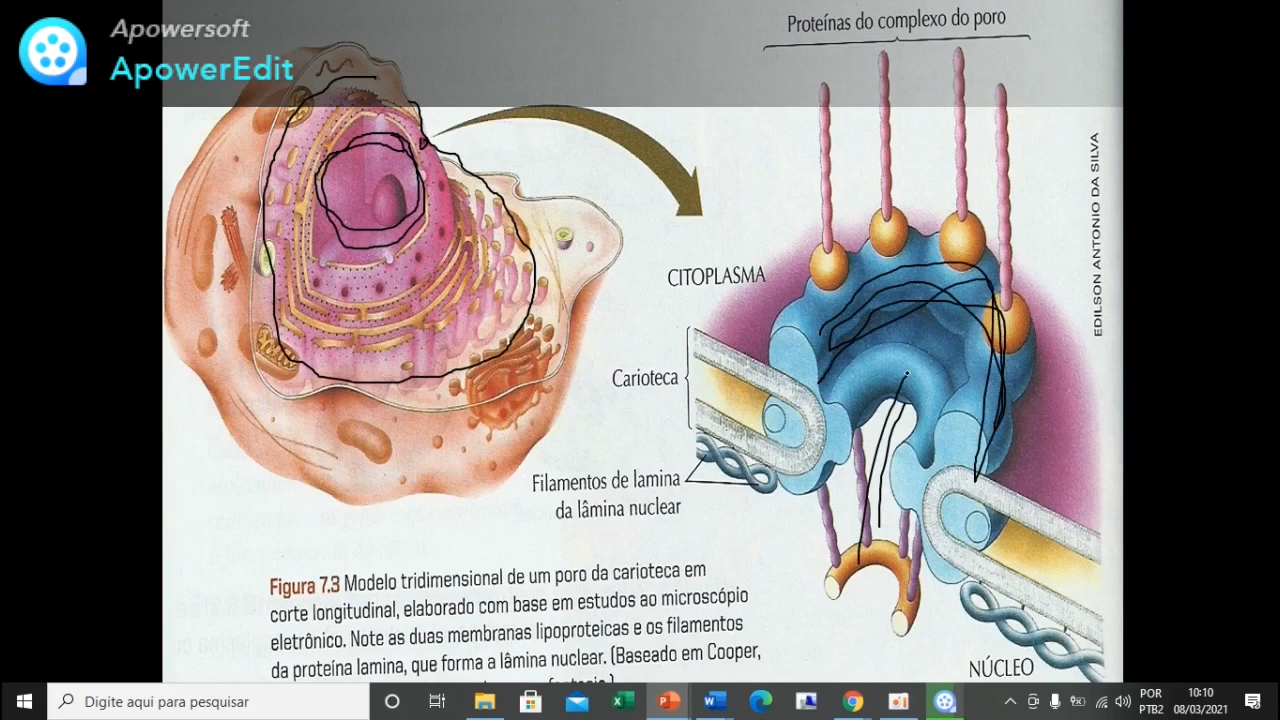 Apowersoft
ApowerEdit
Proteínas do complexo do poro
EDILSON ANTONIO DA SILVA
CITOPLASMA
Carioteca
Filamentos de lamina
da lâmina nuclear
Figura 7.3 Modelo tridimensional de um poro da carioteca em
corte longitudinal, elaborado com base em estudos ao microscópio
eletrônico. Note as duas membranas lipoproteicas e os filamentos
da proteína lamina, que forma a lâmina nuclear. (Baseado em Cooper,
NÚCLEO
Digite aqui para pesquisar
POR
PTB2
10:10
08/03/2021